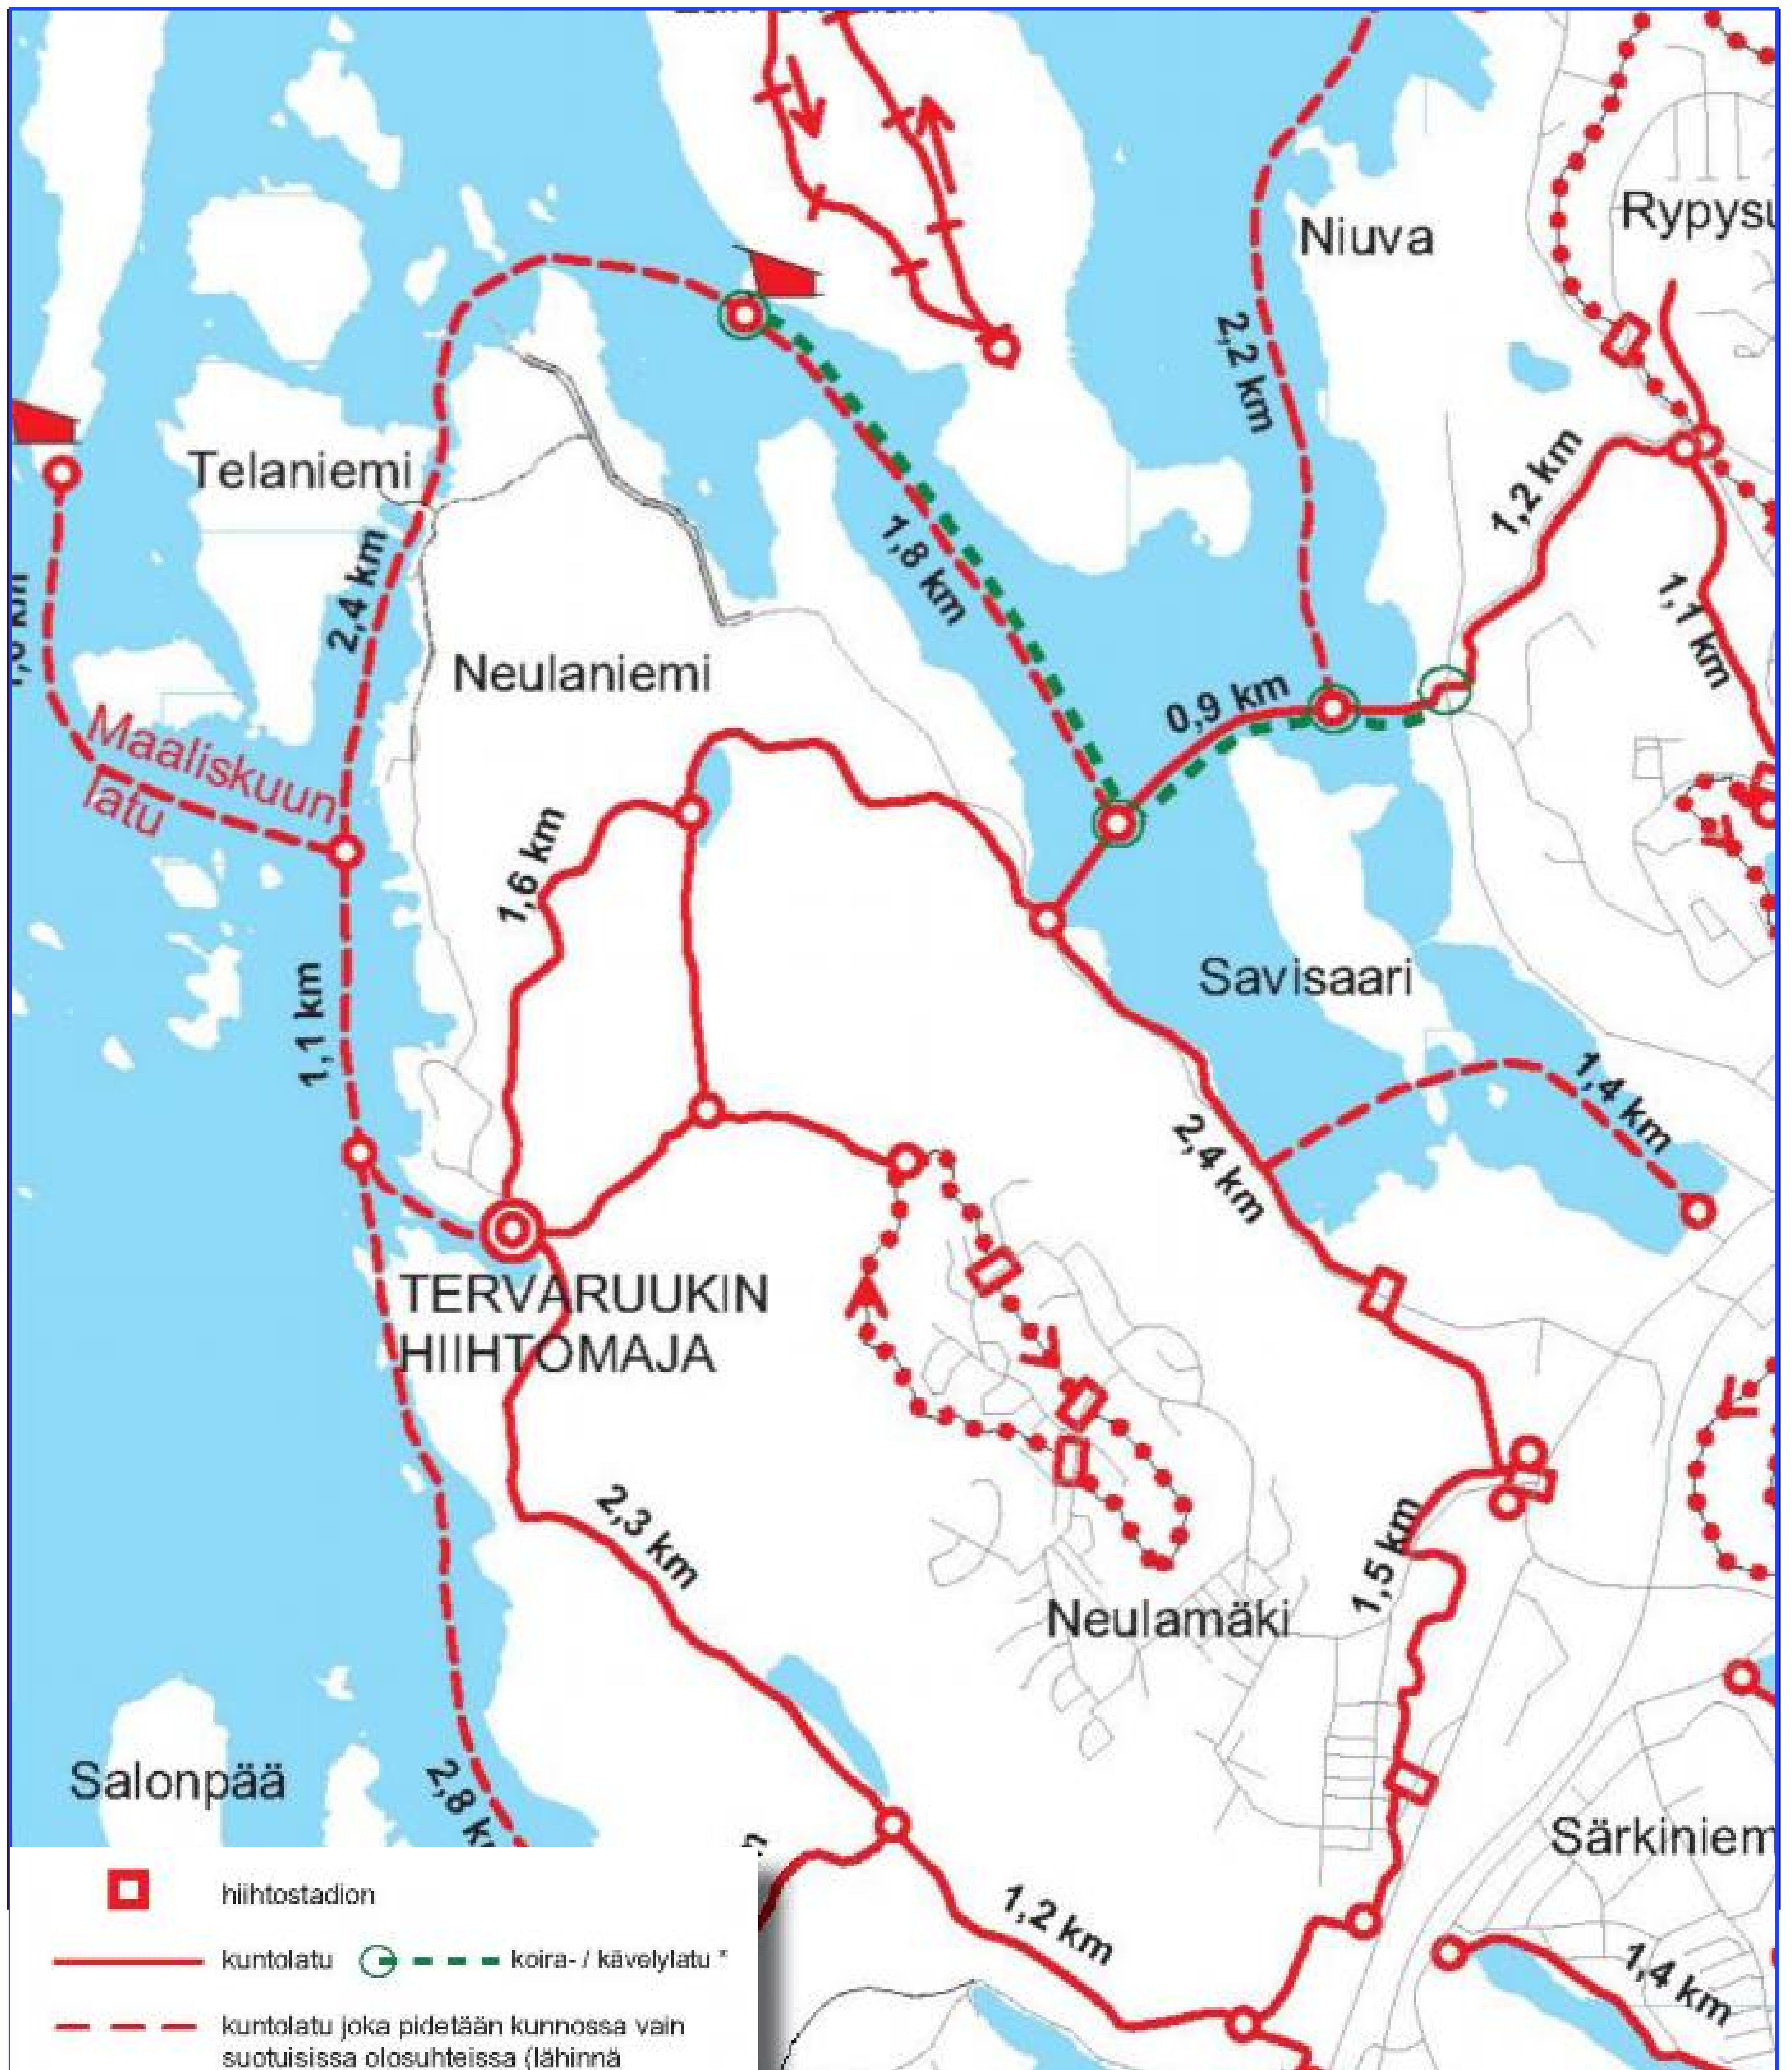 Niuva
2,2 km
Telaniemi
1,2 km
1,8 km
2,4 km
1,1 km
Neulaniemi
0,9 km
Maaliskuun
latu
1,6 km
Savisaari
1,1 km
1,4 km
2,4 km
TERVARUUKIN
HIIHTOMAJA
2,3 km
1,5 km
Neulamäki
Salonpää
2,8
Särkiniem
1,2 km
1,4 km
hiihtostadion
kuntolatu
koira- / kävelylatu *
kuntolatu joka pidetään kunnossa vain
suotuisissa olosuhteissa (lähinnä